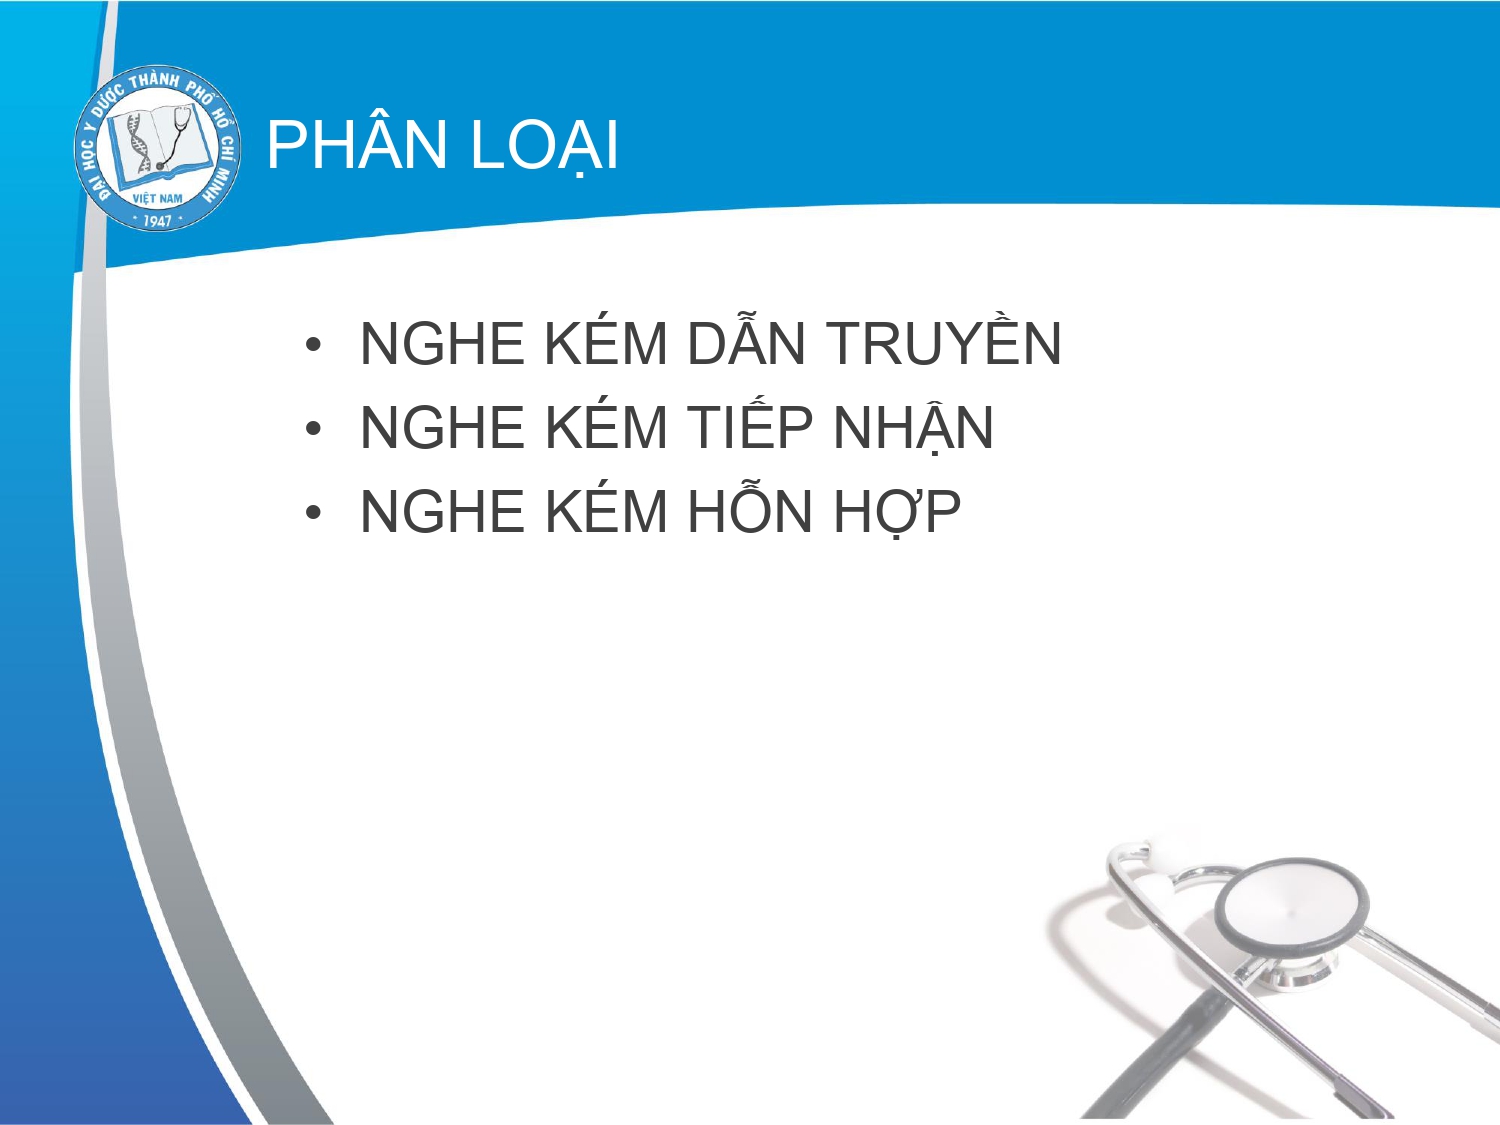 ĐẠI HỌC Y DƯỢC THÀNH PHỐ HỒ CHÍ MINH
VIỆT NAM
1947
PHÂN LOẠI
• NGHE KÉM DẪN TRUYỀN
• NGHE KÉM TIẾP NHẬN
• NGHE KÉM HỖN HỢP